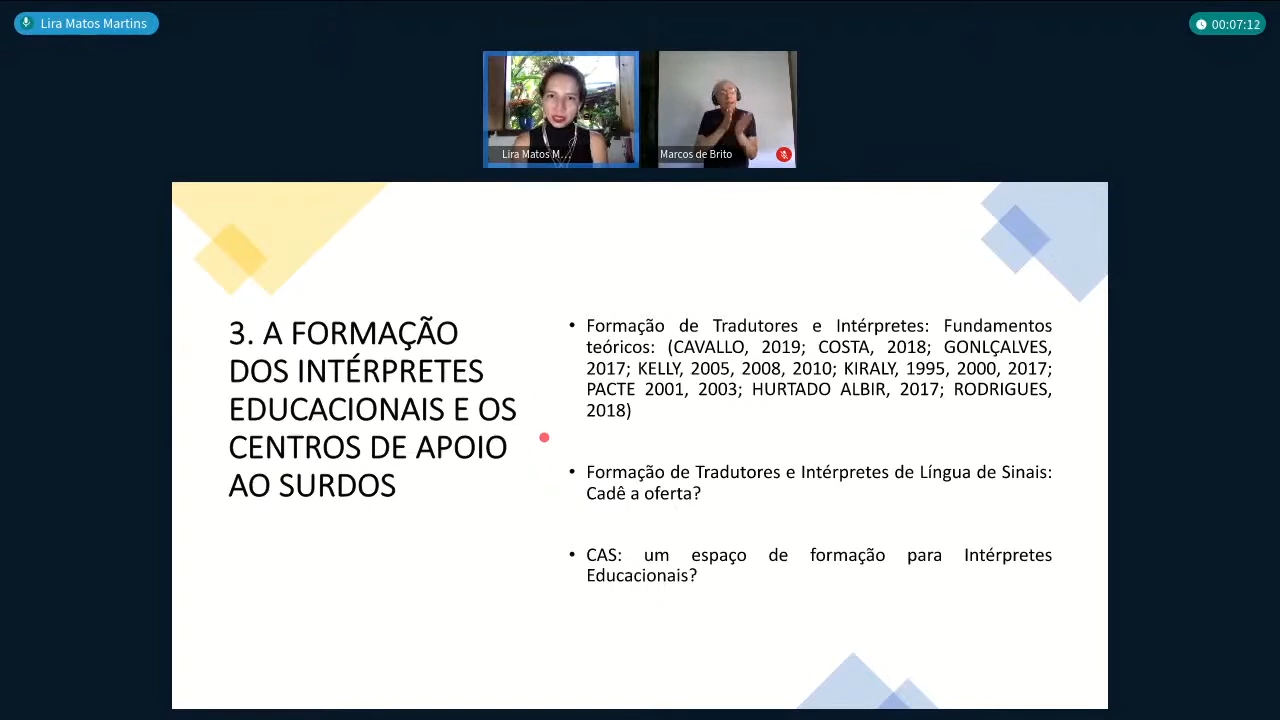 Lira Matos Martins
00:07:12
Lira Matos M...
Marcos de Brito
3. A FORMAÇÃO
DOS INTÉRPRETES
EDUCACIONAIS E OS
CENTROS DE APOIO
AO SURDOS
• Formação de Tradutores e Intérpretes: Fundamentos
teóricos: (CAVALLO, 2019; COSTA, 2018; GONLÇALVES,
2017; KELLY, 2005, 2008, 2010; KIRALY, 1995, 2000, 2017;
PACTE 2001, 2003; HURTADO ALBIR, 2017; RODRIGUES,
2018)
• Formação de Tradutores e Intérpretes de Língua de Sinais:
Cadê a oferta?
• CAS: um espaço de formação para Intérpretes
Educacionais?